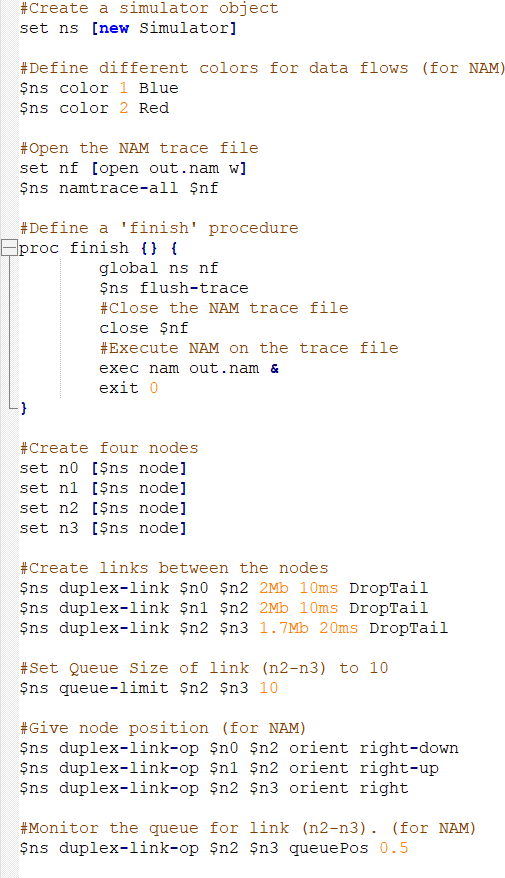 #Create a simulator object
set ns [new Simulator]
#Define different colors for data flows (for NAM)
$ns color 1 Blue
$ns color 2 Red
#Open the NAM trace file
set nf [open out.nam w]
$ns namtrace-all $nf
#Define a 'finish' procedure
proc finish {} {
        global ns nf
        $ns flush-trace
        #Close the NAM trace file
        close $nf
        #Execute NAM on the trace file
        exec nam out.nam &
        exit 0
}
#Create four nodes
set n0 [$ns node]
set n1 [$ns node]
set n2 [$ns node]
set n3 [$ns node]
#Create links between the nodes
$ns duplex-link $n0 $n2 2Mb 10ms DropTail
$ns duplex-link $n1 $n2 2Mb 10ms DropTail
$ns duplex-link $n2 $n3 1.7Mb 20ms DropTail
#Set Queue Size of link (n2-n3) to 10
$ns queue-limit $n2 $n3 10
#Give node position (for NAM)
$ns duplex-link-op $n0 $n2 orient right-down
$ns duplex-link-op $n1 $n2 orient right-up
$ns duplex-link-op $n2 $n3 orient right
#Monitor the queue for link (n2-n3). (for NAM)
$ns duplex-link-op $n2 $n3 queuePos 0.5